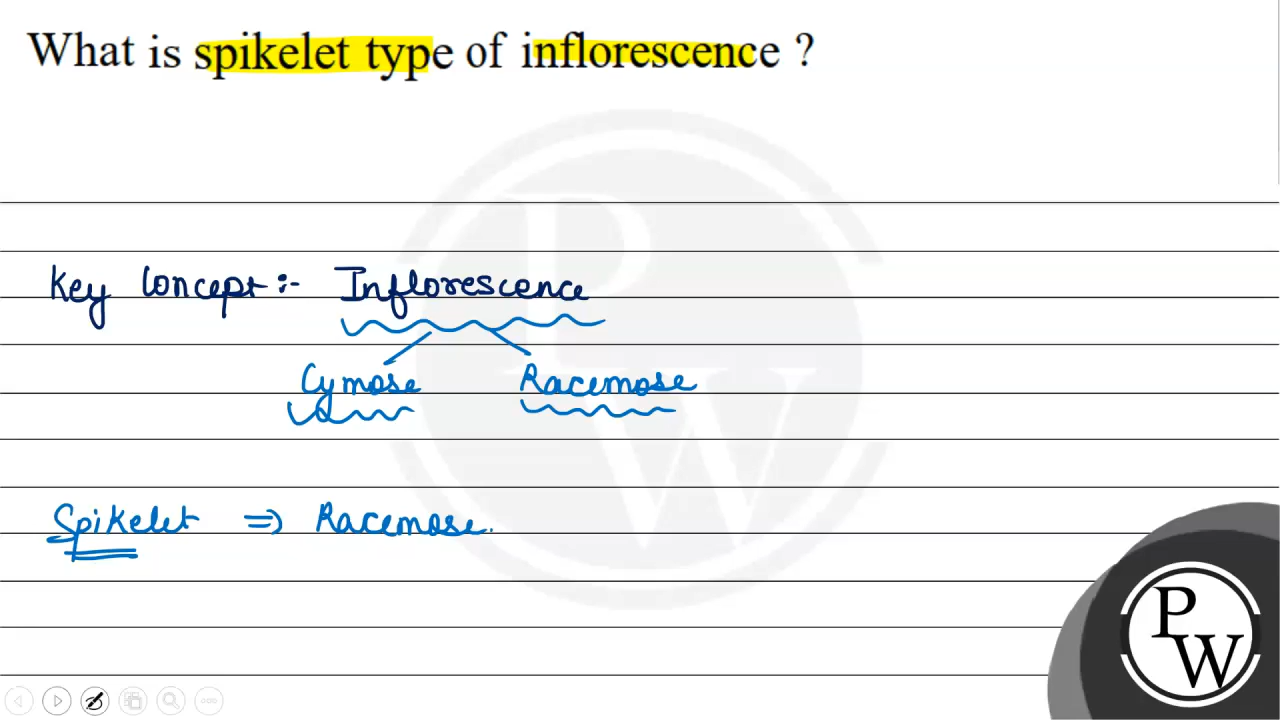 What is spikelet type of inflorescence ?
Key Concept :- Inflorescence
Cymose Racemose
Spikelet ⇒ Racemose.
P
W
P
W